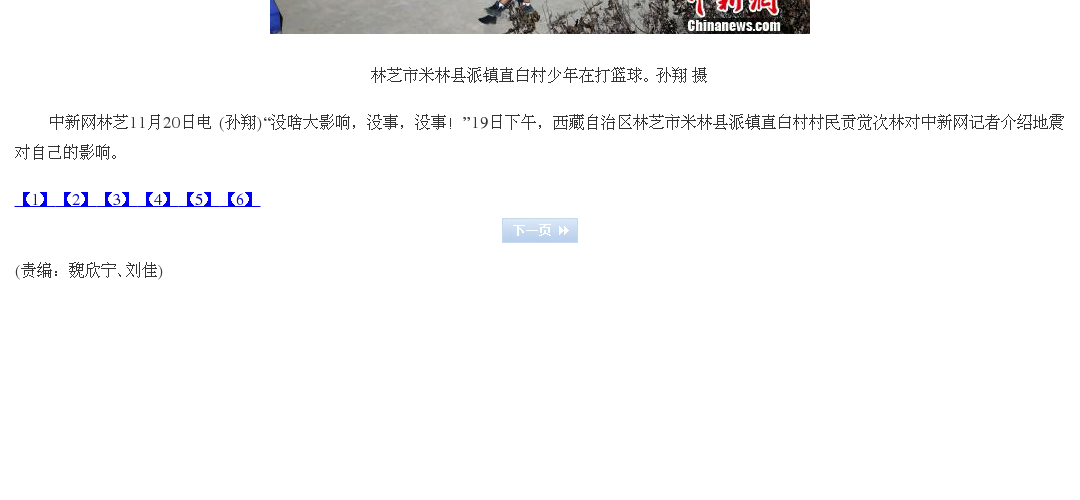 中新网
Chinanews.com
林芝市米林县派镇直白村少年在打篮球。孙翔 摄
中新网林芝11月20日电 (孙翔)“没啥大影响，没事，没事！”19日下午，西藏自治区林芝市米林县派镇直白村村民贡觉次林对中新网记者介绍地震
对自己的影响。
【1】 【2】 【3】 【4】 【5】 【6】
下一页
(责编：魏欣宁、刘佳)